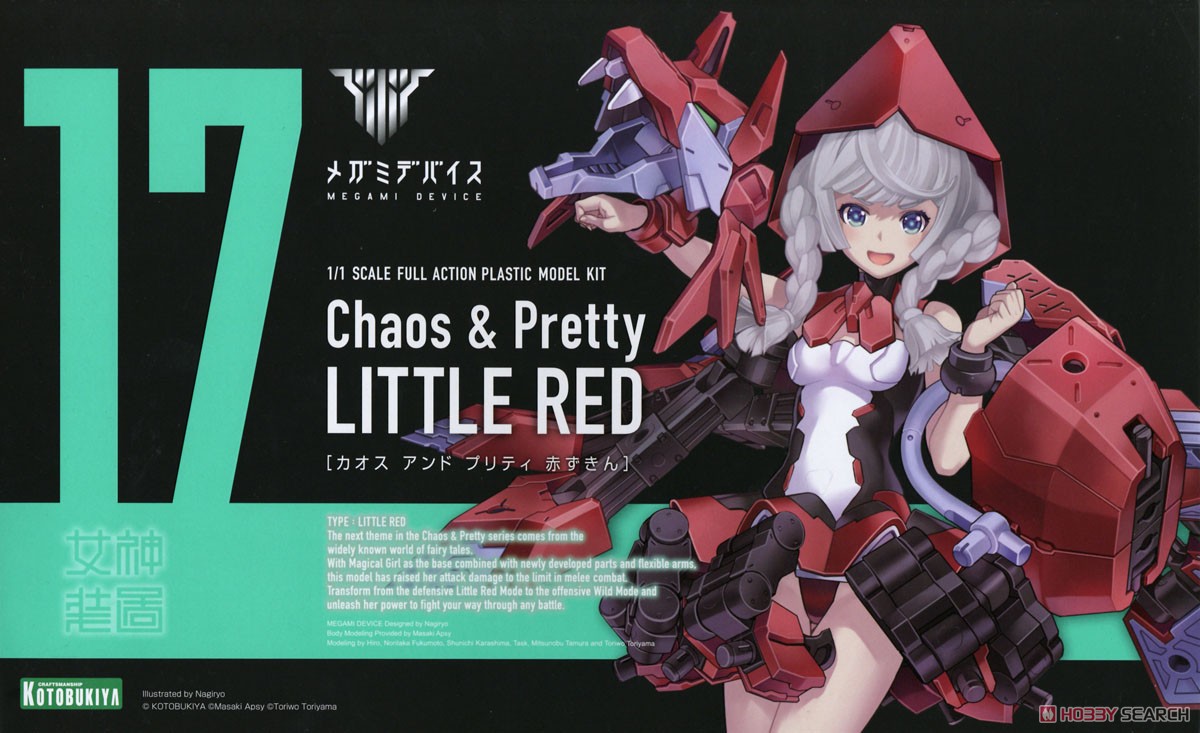 17
メガミデバイス
MEGAMI DEVICE
1/1 SCALE FULL ACTION PLASTIC MODEL KIT
Chaos & Pretty
LITTLE RED
[カオス アンド プリティ 赤ずきん]
女神
装置
TYPE : LITTLE RED
The next theme in the Chaos & Pretty series comes from the
widely known world of fairy tales.
With Magical Girl as the base combined with newly developed parts and flexible arms,
this model has raised her attack damage to the limit in melee combat.
Transform from the defensive Little Red Mode to the offensive Wild Mode and
unleash her power to fight your way through any battle.
MEGAMI DEVICE Designed by Nagiryo
Body Modeling Provided by Masaki Apsy
Modeling by Hiro, Noritaka Fukumoto, Shunichi Karashima, Task, Mitsunobu Tamura and Toriwo Toriyama
CRAFTSMANSHIP
KOTOBUKIYA
Illustrated by Nagiryo
© KOTOBUKIYA ©Masaki Apsy ©Toriwo Toriyama
HOBBY SEARCH